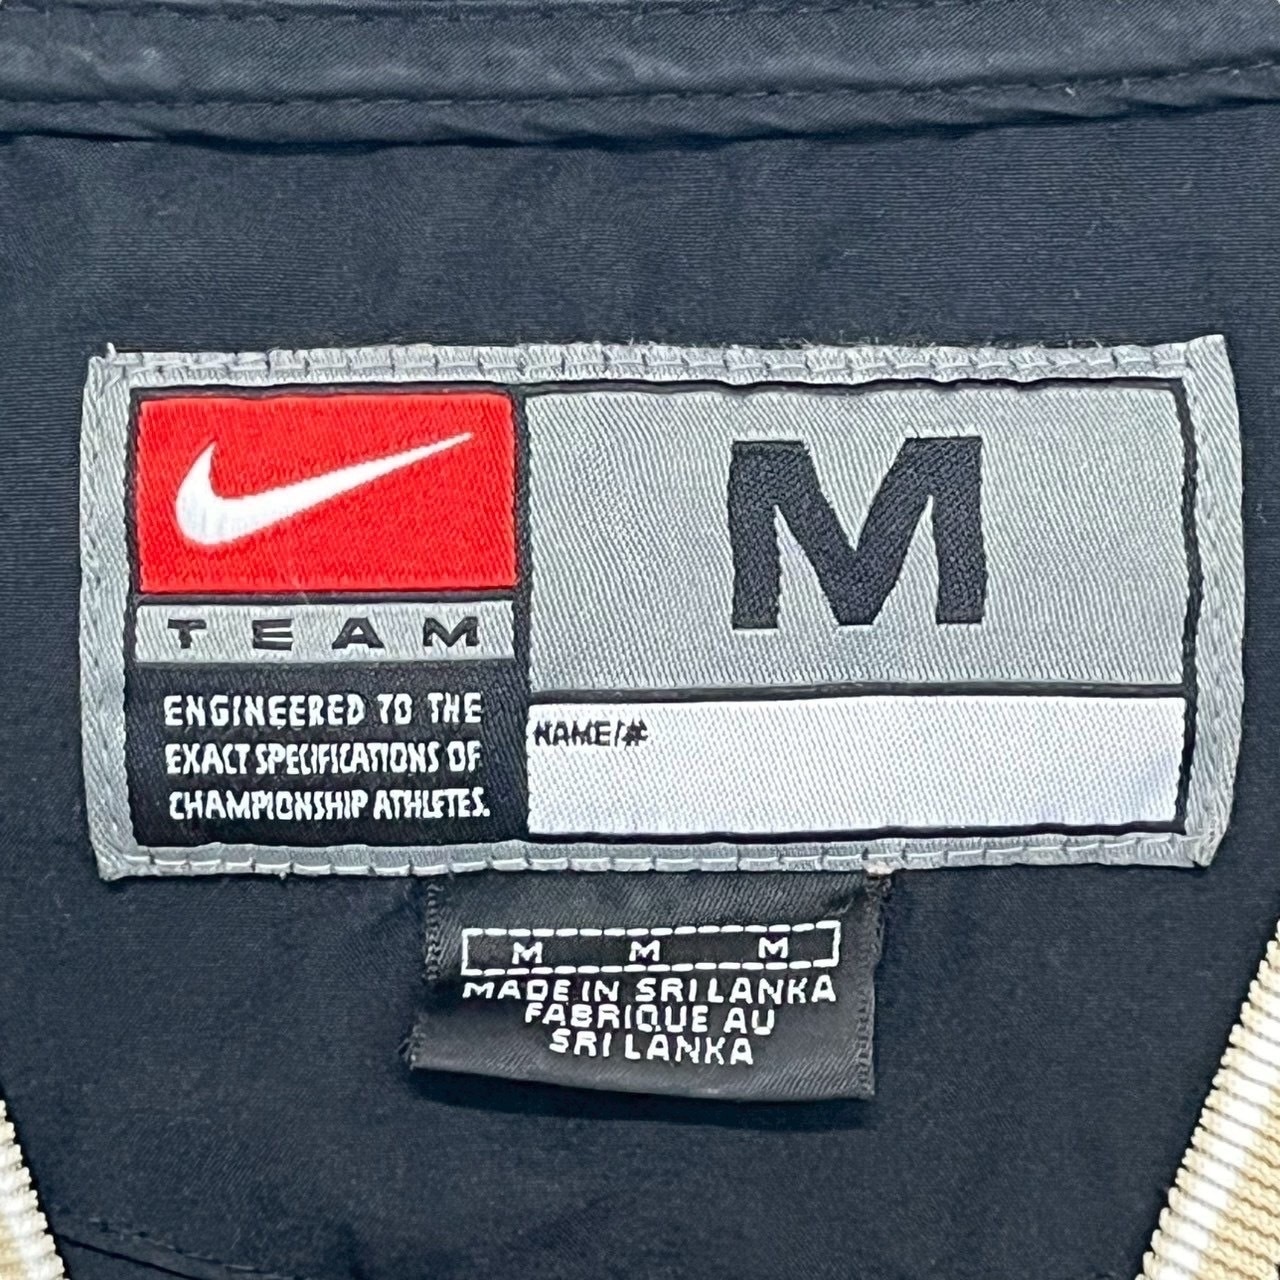 M
TEAM
ENGINEERED TO THE
EXACT SPECIFICATIONS OF
CHAMPIONSHIP ATHLETES.
NAME/#
M M M
MADE IN SRI LANKA
FABRIQUE AU
SRI LANKA